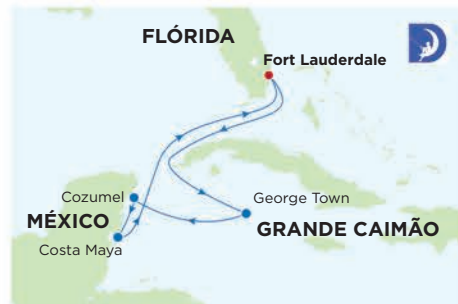 FLÓRIDA
Fort Lauderdale
Cozumel
George Town
MÉXICO
GRANDE CAIMÃO
Costa Maya